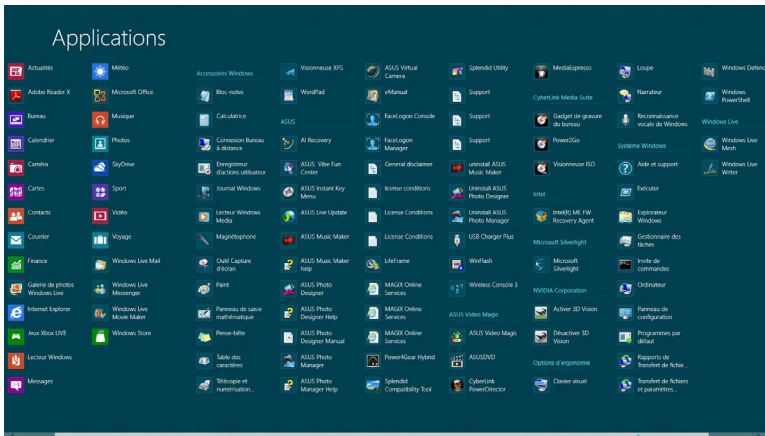 Applications
Actualités
Adobe Reader X
Bureau
Calendrier
Caméra
Cartes
Contacts
Courrier
Finance
Galerie de photos
Windows Live
Internet Explorer
Jeux Xbox LIVE
Lecteur Windows
Messages
Météo
Microsoft Office
Musique
Photos
SkyDrive
Sport
Vidéo
Voyage
Windows Live Mail
Windows Live
Messenger
Windows Live
Movie Maker
Windows Store
Accessoires Windows
Bloc-notes
Calculatrice
Connexion Bureau
à distance
Enregistreur
d'actions utilisateur
Journal Windows
Lecteur Windows
Media
Magnétophone
Outil Capture
d'écran
Paint
Panneau de saisie
mathématique
Pense-bête
Table des
caractères
Télécopie et
numérisation...
Visionneuse XPS
WordPad
ASUS
AI Recovery
ASUS Vibe Fun
Center
ASUS Instant Key
Menu
ASUS Live Update
ASUS Music Maker
ASUS Music Maker
help
ASUS Photo
Designer
ASUS Photo
Designer Help
ASUS Photo
Designer Manual
ASUS Photo
Manager
ASUS Photo
Manager Help
ASUS Virtual
Camera
eManual
FaceLogon Console
FaceLogon
Manager
General disclaimer
license conditions
License Conditions
License Conditions
LifeFrame
MAGIX Online
Services
MAGIX Online
Services
MAGIX Online
Services
Power4Gear Hybrid
Splendid
Compatibility Tool
Splendid Utility
Support
Support
Support
uninstall ASUS
Music Maker
Uninstall ASUS
Photo Designer
Uninstall ASUS
Photo Manager
USB Charger Plus
WinFlash
Wireless Console 3
ASUS Video Magic
ASUS Video Magic
ASUSDVD
CyberLink
PowerDirector
MediaEspresso
CyberLink Media Suite
Gadget de gravure
du bureau
Power2Go
Visionneuse ISO
Intel
Intel(R) ME FW
Recovery Agent
Microsoft Silverlight
Microsoft
Silverlight
NVIDIA Corporation
Activer 3D Vision
Désactiver 3D
Vision
Options d'ergonomie
Clavier visuel
Loupe
Narrateur
Reconnaissance
vocale de Windows
Système Windows
Aide et support
Exécuter
Explorateur
Windows
Gestionnaire des
tâches
Invite de
commandes
Ordinateur
Panneau de
configuration
Programmes par
défaut
Rapports de
Transfert de fichie...
Transfert de fichiers
et paramètres...
Windows Defend
Windows
PowerShell
Windows Live
Windows Live
Mesh
Windows Live
Writer